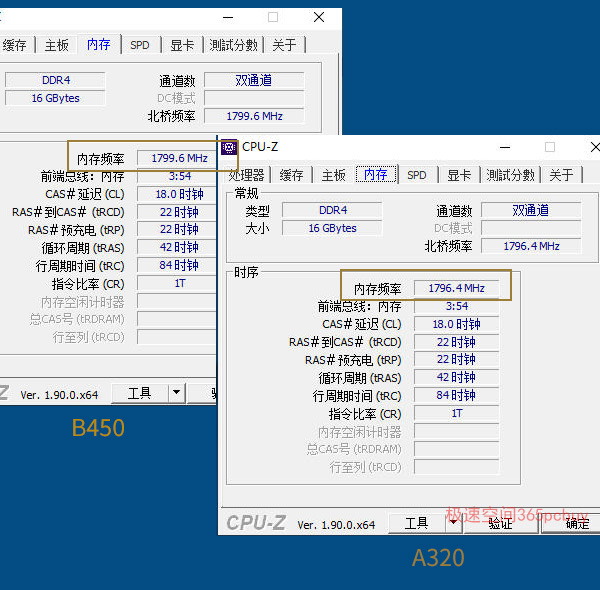 缓存 主板 内存 SPD 显卡 測試分數 关于
DDR4 通道数 双通道
16 GBytes DC模式
北桥频率 1799.6 MHz
内存频率 1799.6 MHz
前端总线：内存 3:54
CAS＃延迟 (CL) 18.0 时钟
RAS＃到CAS＃ (tRCD) 22 时钟
RAS＃预充电 (tRP) 22 时钟
循环周期 (tRAS) 42 时钟
行周期时间 (tRC) 84 时钟
指令比率 (CR) 1T
内存空闲计时器
总CAS号 (tRDRAM)
行至列 (tRCD)
Z Ver. 1.90.0.x64 工具
B450
CPU-Z
处理器 缓存 主板 内存 SPD 显卡 測試分數 关于
常规
类型 DDR4 通道数 双通道
大小 16 GBytes DC模式
北桥频率 1796.4 MHz
时序
内存频率 1796.4 MHz
前端总线：内存 3:54
CAS＃延迟 (CL) 18.0 时钟
RAS＃到CAS＃ (tRCD) 22 时钟
RAS＃预充电 (tRP) 22 时钟
循环周期 (tRAS) 42 时钟
行周期时间 (tRC) 84 时钟
指令比率 (CR) 1T
内存空闲计时器
总CAS号 (tRDRAM)
行至列 (tRCD)
极速空间365pcbuy
CPU-Z Ver. 1.90.0.x64 工具 验证 确定
A320